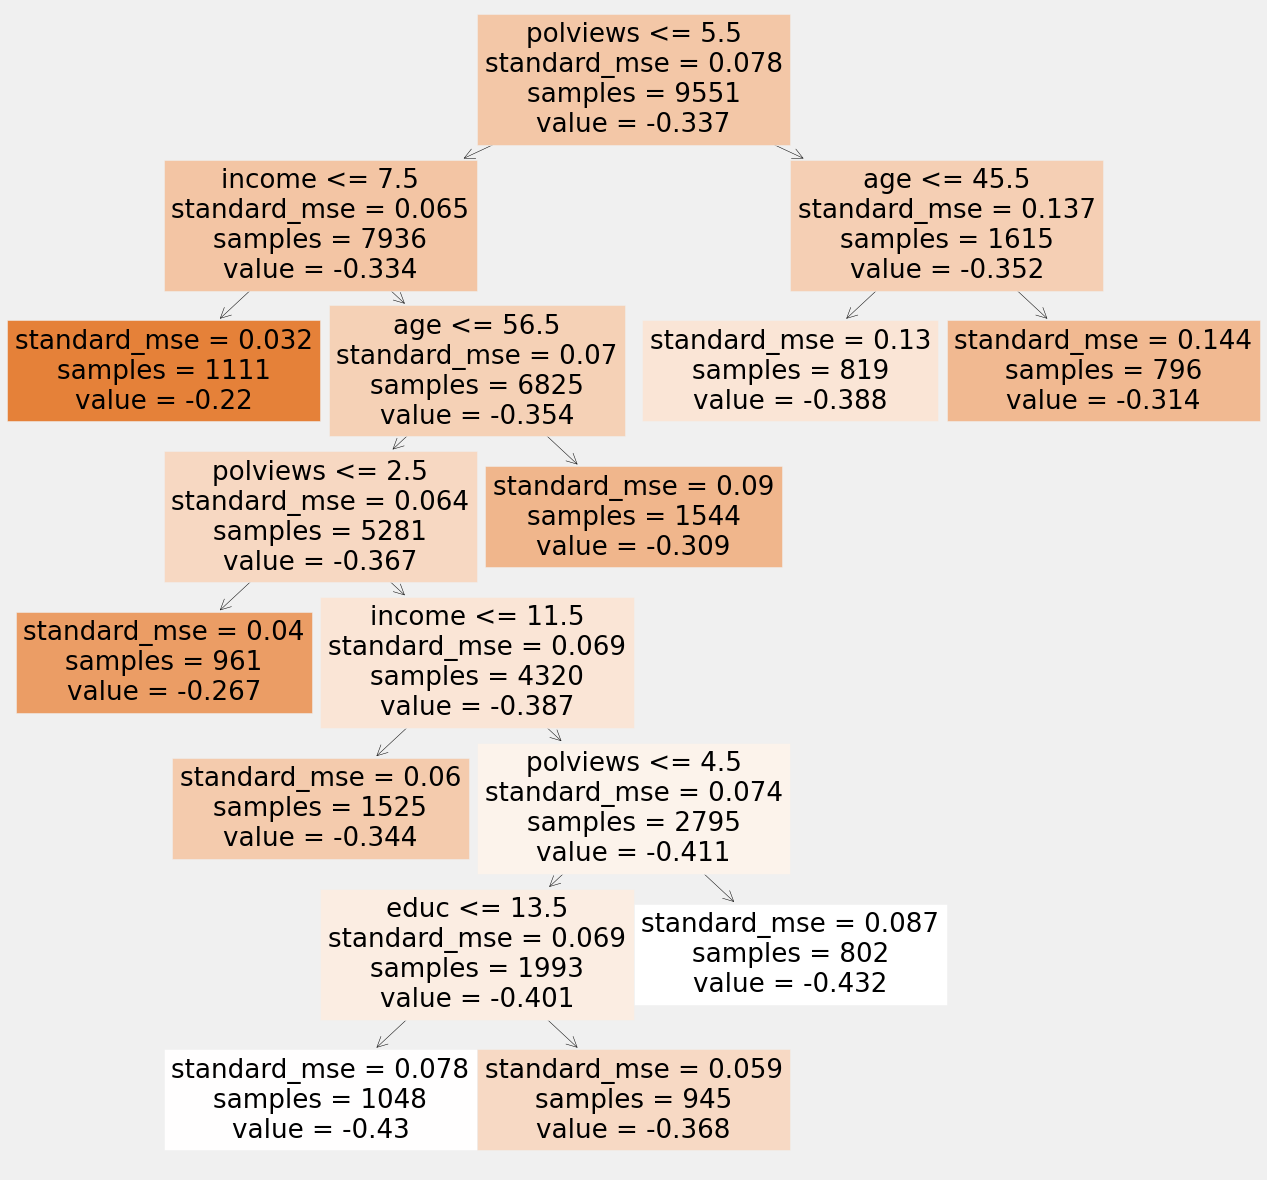 polviews <= 5.5
standard_mse = 0.078
samples = 9551
value = -0.337
income <= 7.5
standard_mse = 0.065
samples = 7936
value = -0.334
age <= 45.5
standard_mse = 0.137
samples = 1615
value = -0.352
standard_mse = 0.032
samples = 1111
value = -0.22
age <= 56.5
standard_mse = 0.07
samples = 6825
value = -0.354
standard_mse = 0.13
samples = 819
value = -0.388
standard_mse = 0.144
samples = 796
value = -0.314
polviews <= 2.5
standard_mse = 0.064
samples = 5281
value = -0.367
standard_mse = 0.09
samples = 1544
value = -0.309
standard_mse = 0.04
samples = 961
value = -0.267
income <= 11.5
standard_mse = 0.069
samples = 4320
value = -0.387
standard_mse = 0.06
samples = 1525
value = -0.344
polviews <= 4.5
standard_mse = 0.074
samples = 2795
value = -0.411
educ <= 13.5
standard_mse = 0.069
samples = 1993
value = -0.401
standard_mse = 0.087
samples = 802
value = -0.432
standard_mse = 0.078
samples = 1048
value = -0.43
standard_mse = 0.059
samples = 945
value = -0.368